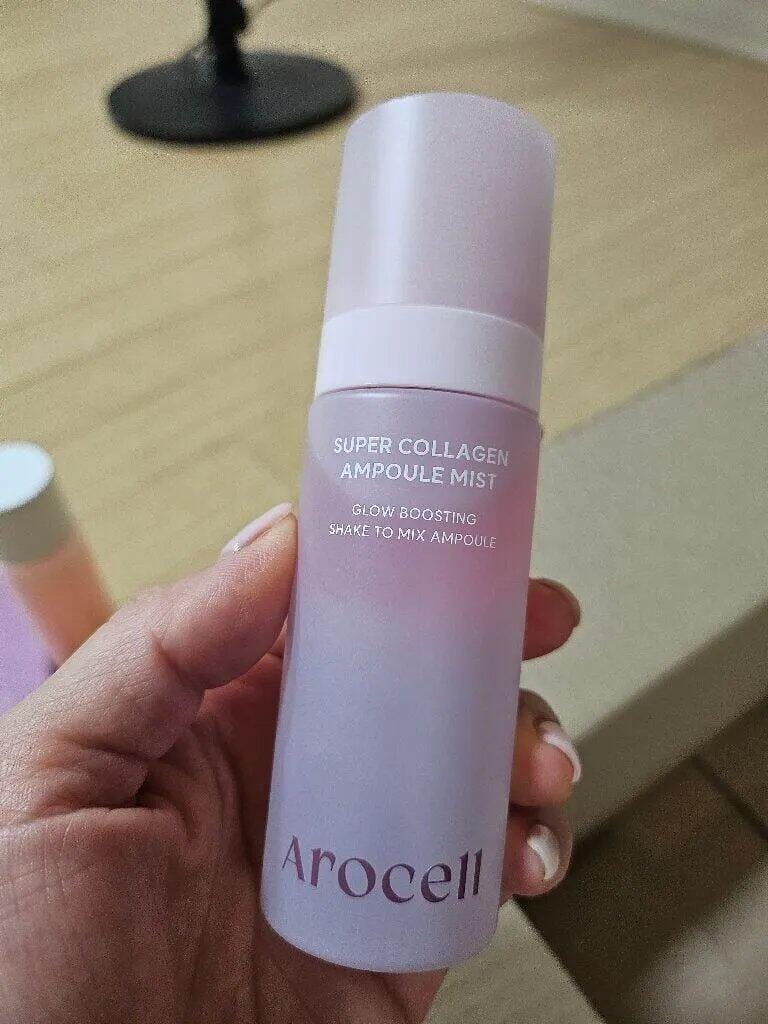 SUPER COLLAGEN
AMPOULE MIST
GLOW BOOSTING
SHAKE TO MIX AMPOULE
Arocell